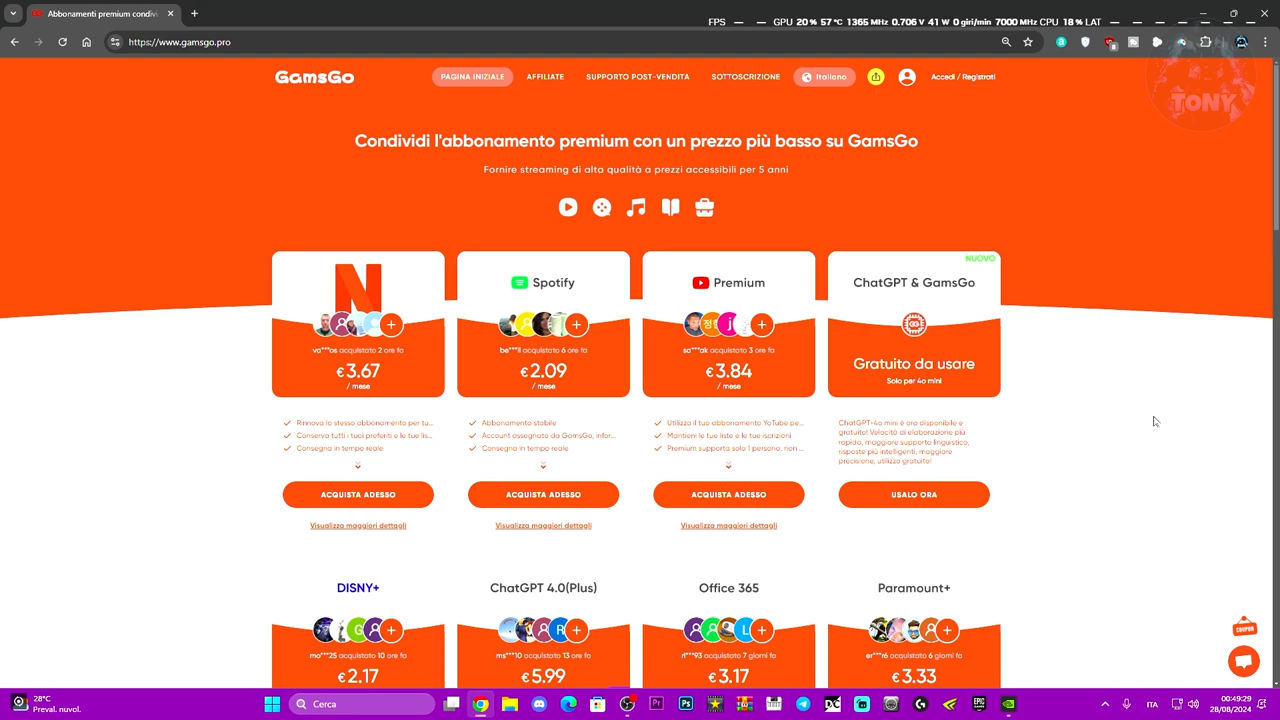 Abbonamenti premium condivisi
FPS — — GPU 20 % 57 °C 1365 MHz 0.706 V 41 W 0 giri/min 7000 MHz CPU 18 % LAT — — — —
https://www.gamsgo.pro
GamsGo
PAGINA INIZIALE
AFFILIATE
SUPPORTO POST-VENDITA
SOTTOSCRIZIONE
Italiano
Accedi / Registrati
TONY
Condividi l'abbonamento premium con un prezzo più basso su GamsGo
Fornire streaming di alta qualità a prezzi accessibili per 5 anni
N
va***os acquistato 2 ore fa
€ 3.67
/ mese
Rinnova lo stesso abbonamento per tu...
Conserva tutti i tuoi preferiti e le tue lis...
Consegna in tempo reale
ACQUISTA ADESSO
Visualizza maggiori dettagli
Spotify
be***il acquistato 6 ore fa
€ 2.09
/ mese
Abbonamento stabile
Account assegnato da GamsGo, infor...
Consegna in tempo reale
ACQUISTA ADESSO
Visualizza maggiori dettagli
Premium
정
j
sa***ak acquistato 3 ore fa
€ 3.84
/ mese
Utilizza il tuo abbonamento YouTube pe...
Mantieni le tue liste e le tue iscrizioni
Premium supporta solo 1 persona, non ...
ACQUISTA ADESSO
Visualizza maggiori dettagli
NUOVO
ChatGPT & GamsGo
Gratuito da usare
Solo per 4o mini
ChatGPT-4o mini è ora disponibile e
gratuito! Velocità di elaborazione più
rapida, maggiore supporto linguistico,
risposte più intelligenti, maggiore
precisione, utilizzo gratuito!
USALO ORA
DISNY+
G
mo***25 acquistato 10 ore fa
€ 2.17
ChatGPT 4.0(Plus)
R
ms***10 acquistato 13 ore fa
€ 5.99
Office 365
L
ri***93 acquistato 7 giorni fa
€ 3.17
Paramount+
er***r6 acquistato 6 giorni fa
€ 3.33
COUPON
28°C
Preval. nuvol.
Cerca
Pr
Ps
DC
EPIC
ITA
00:49:29
28/08/2024